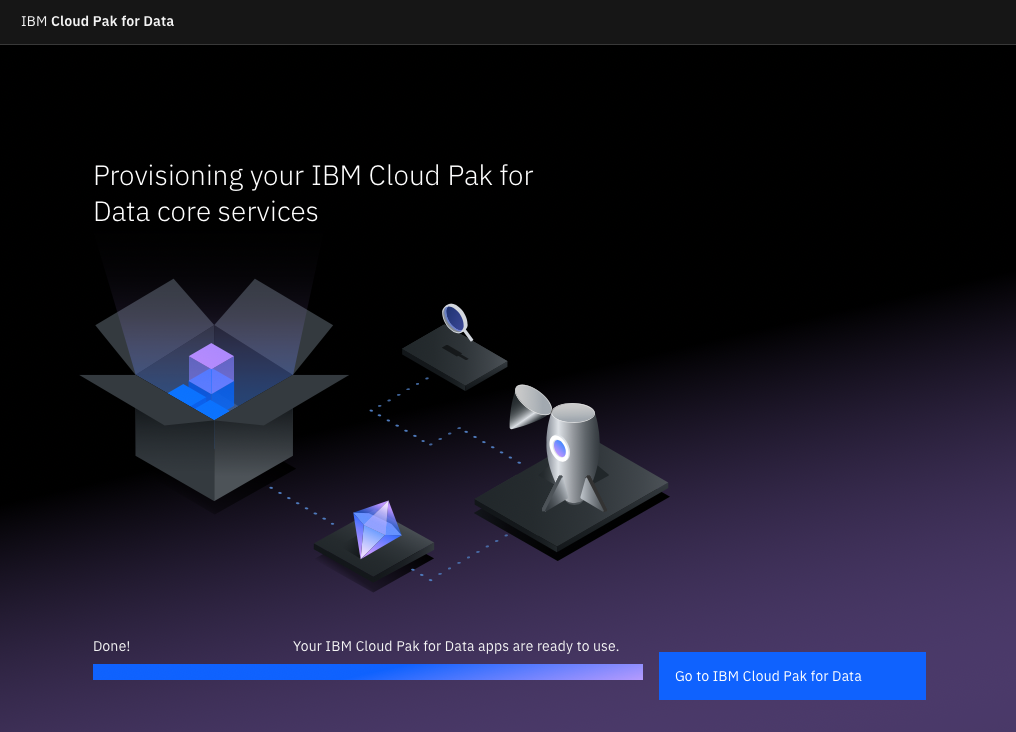 IBM Cloud Pak for Data
Provisioning your IBM Cloud Pak for
Data core services
Done!
Your IBM Cloud Pak for Data apps are ready to use.
Go to IBM Cloud Pak for Data